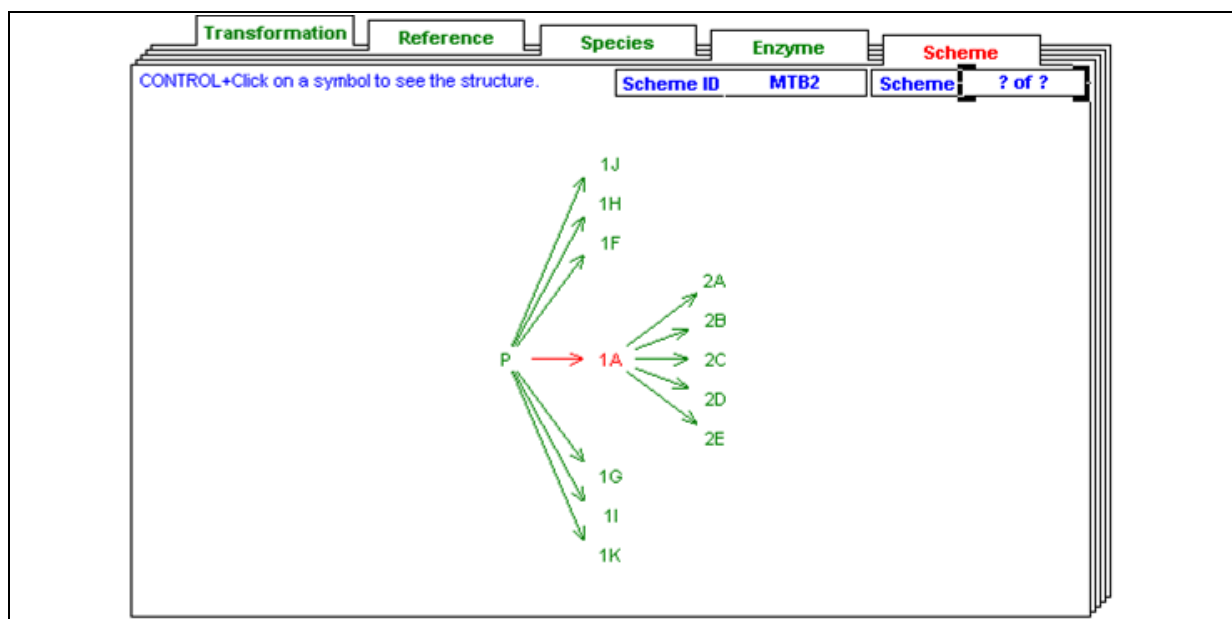 Transformation Reference Species Enzyme Scheme
CONTROL+Click on a symbol to see the structure. Scheme ID MTB2 Scheme ? of ?
1J
1H
1F
2A
2B
P 1A 2C
2D
2E
1G
1I
1K